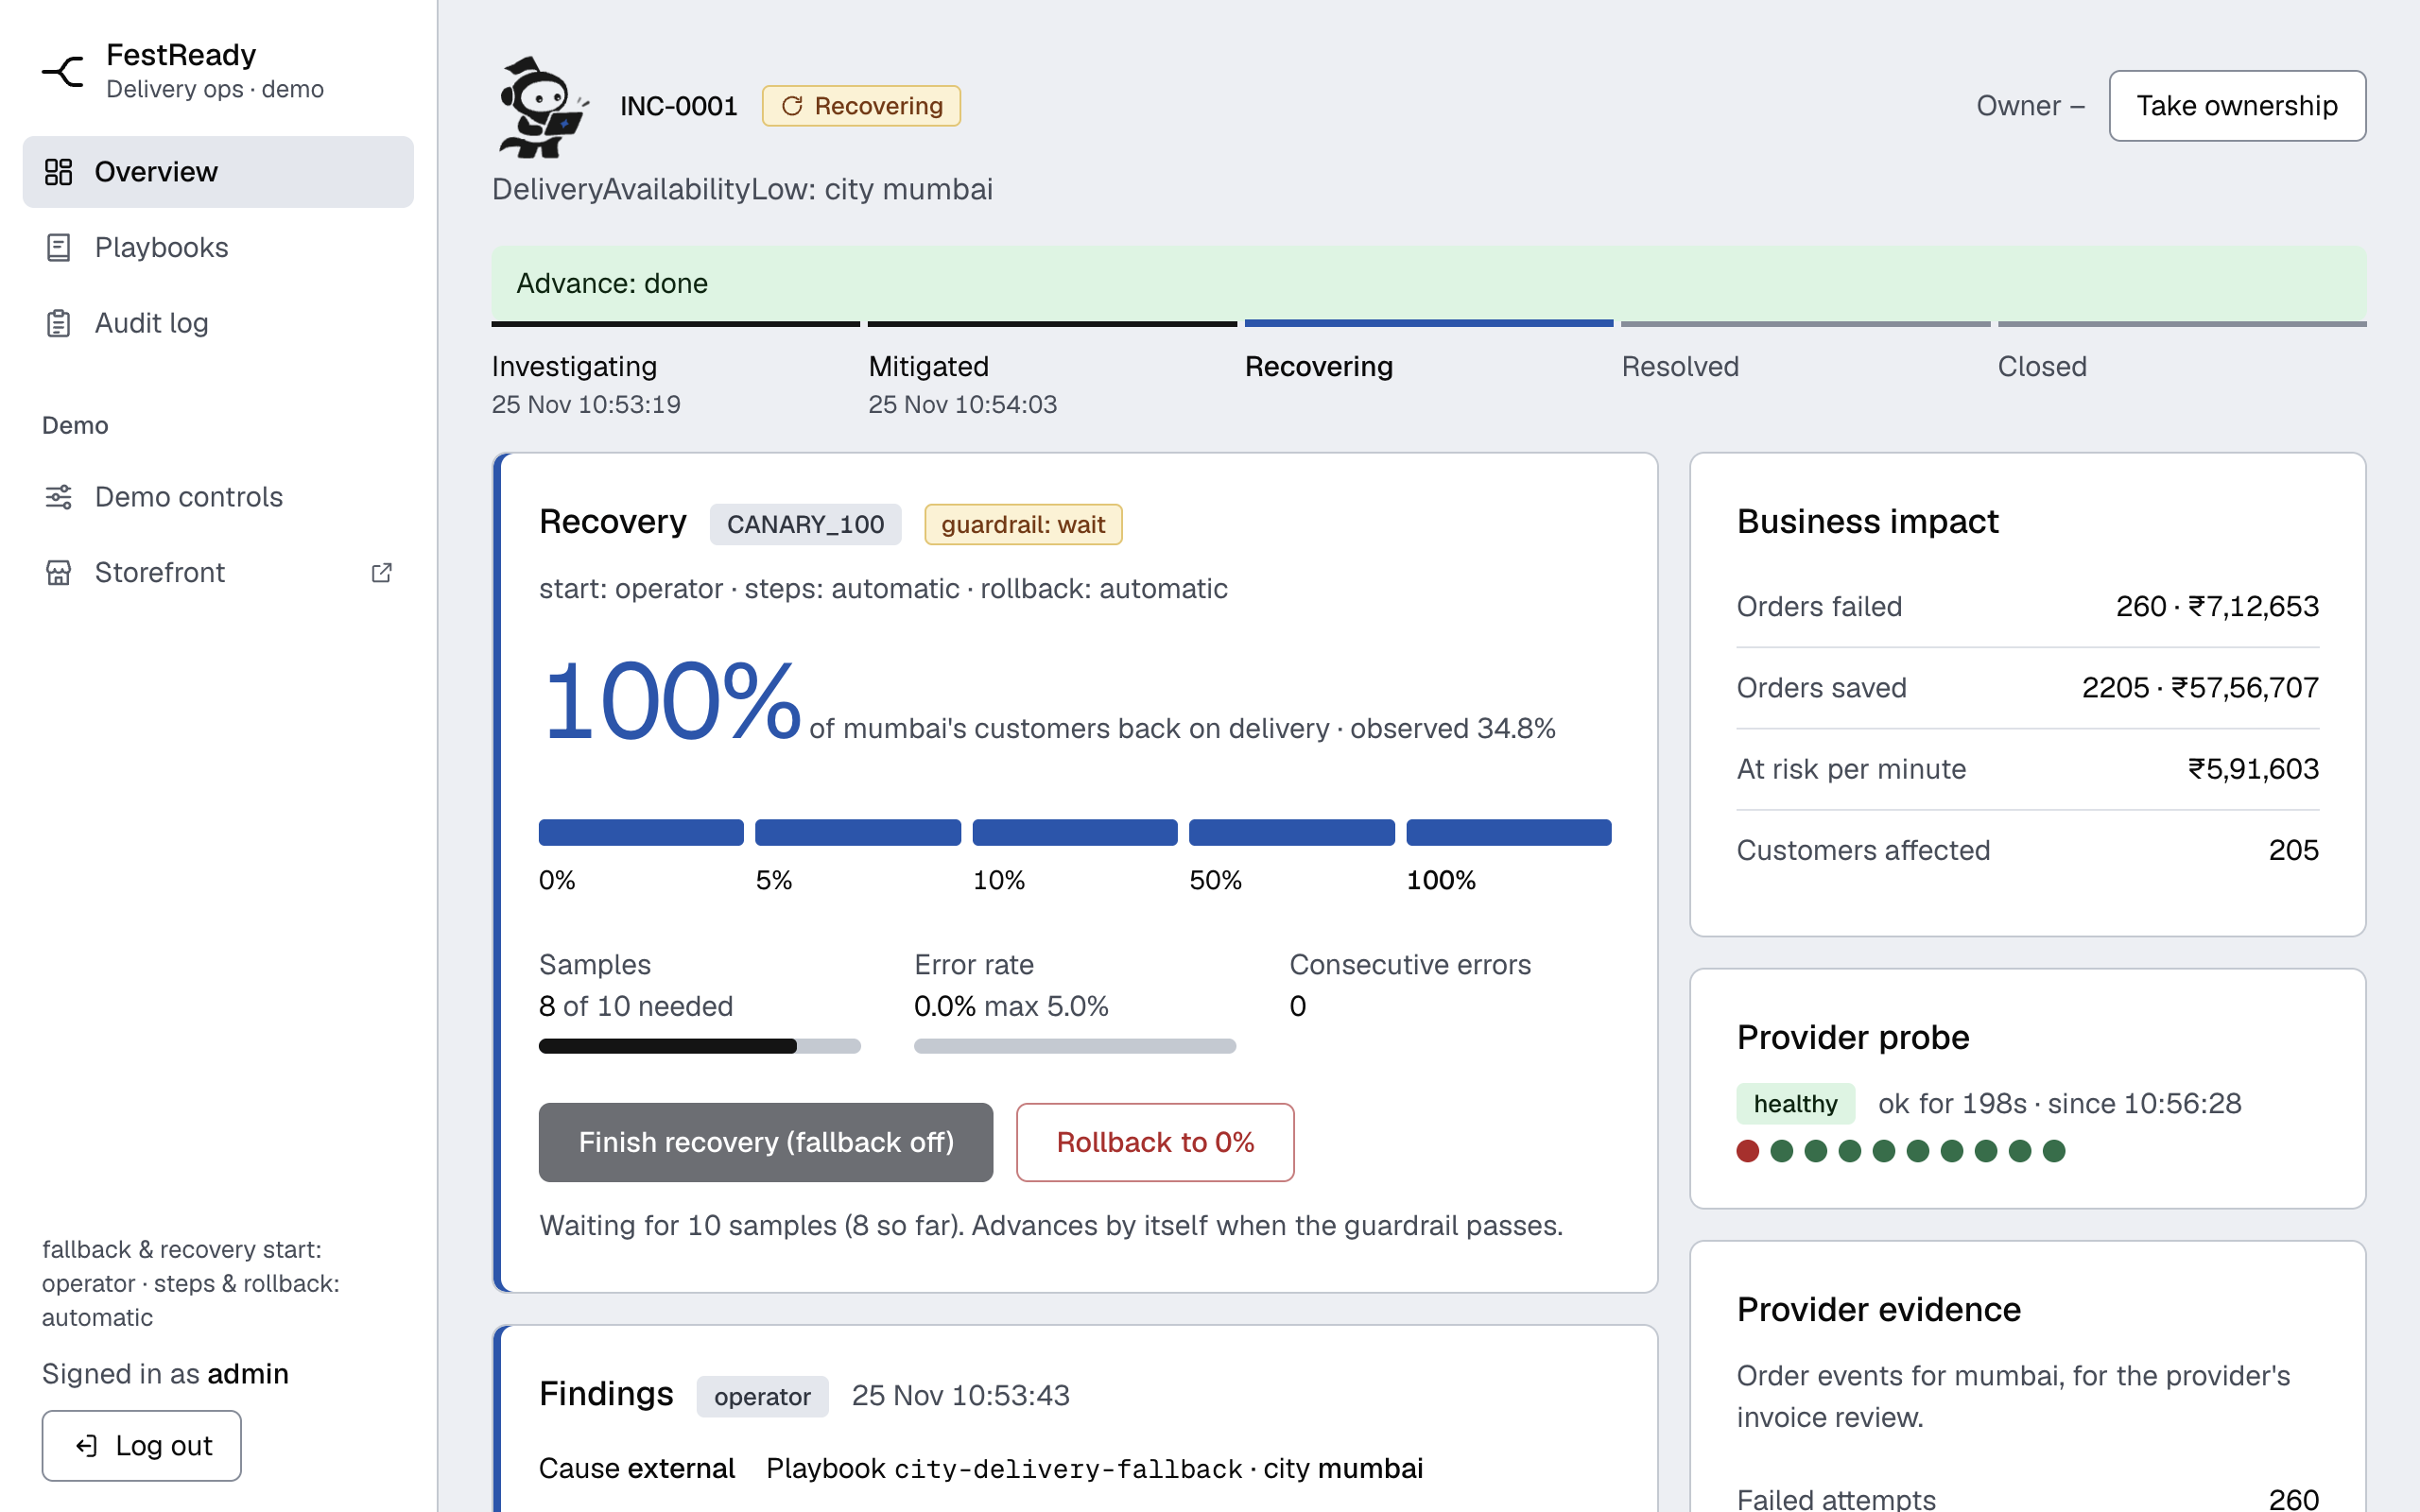 FestReady
Delivery ops · demo
Overview
Playbooks
Audit log
Demo
Demo controls
Storefront
fallback & recovery start:
operator · steps & rollback:
automatic
Signed in as admin
Log out
INC-0001
Recovering
Owner –
Take ownership
DeliveryAvailabilityLow: city mumbai
Advance: done
Investigating
25 Nov 10:53:19
Mitigated
25 Nov 10:54:03
Recovering
Resolved
Closed
Recovery
CANARY_100
guardrail: wait
start: operator · steps: automatic · rollback: automatic
100% of mumbai's customers back on delivery · observed 34.8%
0%
5%
10%
50%
100%
Samples
8 of 10 needed
Error rate
0.0% max 5.0%
Consecutive errors
0
Finish recovery (fallback off)
Rollback to 0%
Waiting for 10 samples (8 so far). Advances by itself when the guardrail passes.
Findings
operator
25 Nov 10:53:43
Cause external
Playbook city-delivery-fallback · city mumbai
Business impact
Orders failed
260 · ₹7,12,653
Orders saved
2205 · ₹57,56,707
At risk per minute
₹5,91,603
Customers affected
205
Provider probe
healthy
ok for 198s · since 10:56:28
Provider evidence
Order events for mumbai, for the provider's
invoice review.
Failed attempts
260